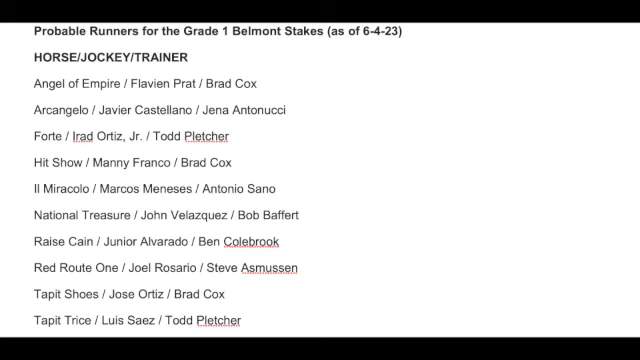 Probable Runners for the Grade 1 Belmont Stakes (as of 6-4-23)
HORSE/JOCKEY/TRAINER
Angel of Empire / Flavien Prat / Brad Cox
Arcangelo / Javier Castellano / Jena Antonucci
Forte / Irad Ortiz, Jr. / Todd Pletcher
Hit Show / Manny Franco / Brad Cox
Il Miracolo / Marcos Meneses / Antonio Sano
National Treasure / John Velazquez / Bob Baffert
Raise Cain / Junior Alvarado / Ben Colebrook
Red Route One / Joel Rosario / Steve Asmussen
Tapit Shoes / Jose Ortiz / Brad Cox
Tapit Trice / Luis Saez / Todd Pletcher